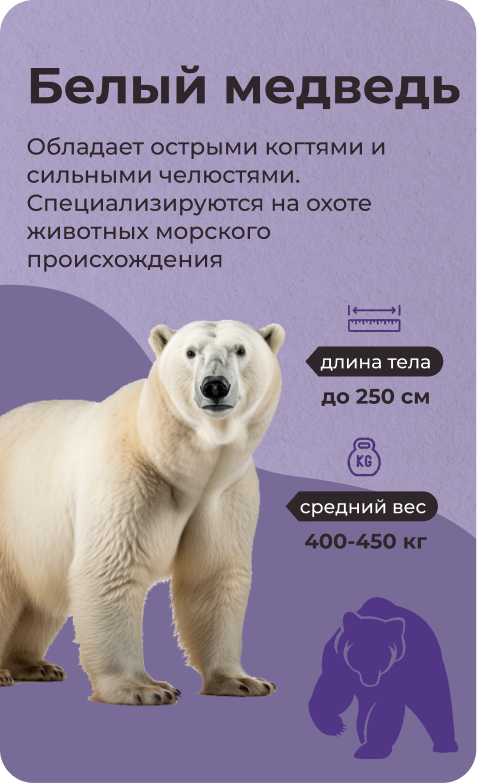 Белый медведь
Обладает острыми когтями и
сильными челюстями.
Специализируются на охоте
животных морского
происхождения
длина тела
до 250 см
KG
средний вес
400-450 кг